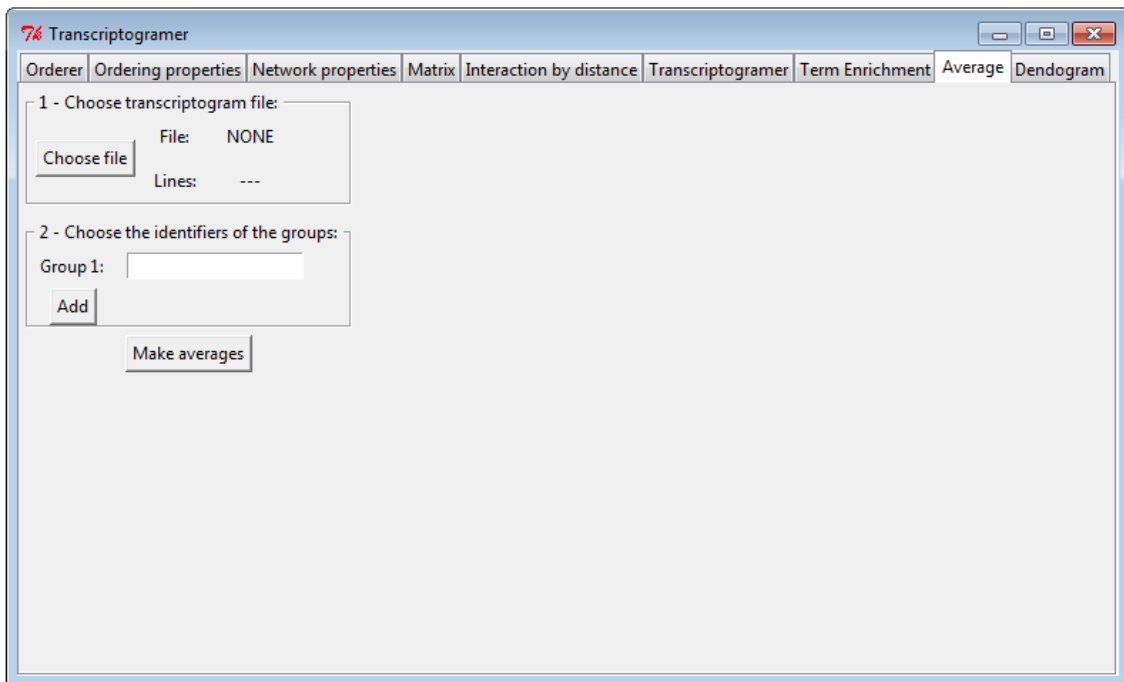 Transcriptogramer
Orderer Ordering properties Network properties Matrix Interaction by distance Transcriptogramer Term Enrichment Average Dendogram
1 - Choose transcriptogram file:
File: NONE
Choose file
Lines: ---
2 - Choose the identifiers of the groups:
Group 1:
Add
Make averages